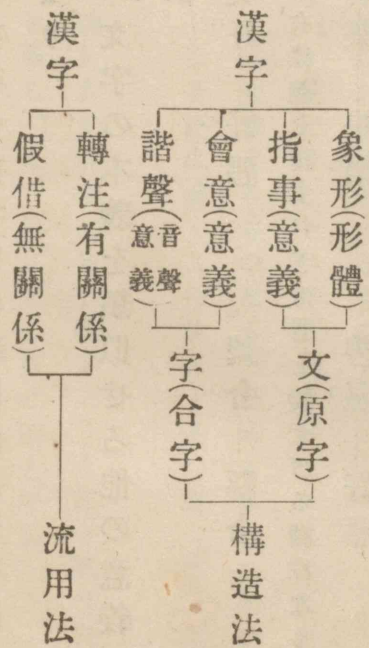 漢字
象形(形體)
指事(意義)
會意(意義)
諧聲(音聲意義)
文(原字)
字(合字)
構造法
漢字
轉注(有關係)
假借(無關係)
流用法